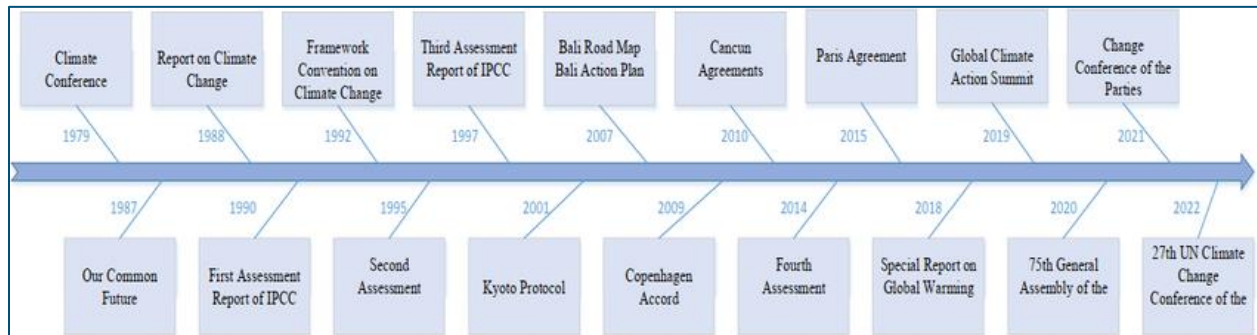 Climate
Conference
Report on Climate
Change
Framework
Convention on
Climate Change
Third Assessment
Report of IPCC
Bali Road Map
Bali Action Plan
Cancun
Agreements
Paris Agreement
Global Climate
Action Summit
Change
Conference of the
Parties
1979
1988
1992
1997
2007
2010
2015
2019
2021
1987
1990
1995
2001
2009
2014
2018
2020
2022
Our Common
Future
First Assessment
Report of IPCC
Second
Assessment
Kyoto Protocol
Copenhagen
Accord
Fourth
Assessment
Special Report on
Global Warming
75th General
Assembly of the
27th UN Climate
Change
Conference of the